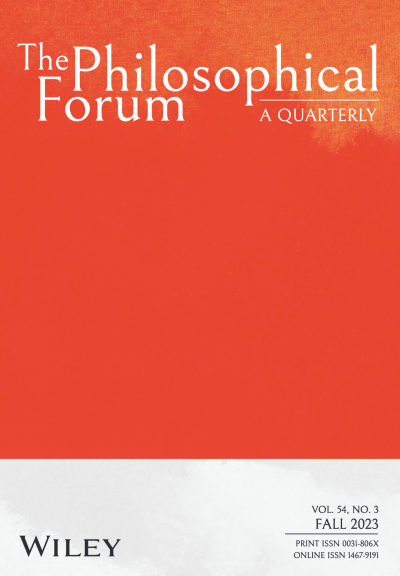 The Philosophical
Forum
A QUARTERLY
VOL. 54, NO. 3
FALL 2023
PRINT ISSN 0031-806X
ONLINE ISSN 1467-9191
WILEY